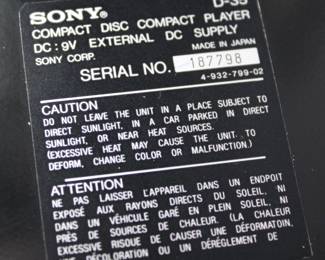 SONY. D-35
COMPACT DISC COMPACT PLAYER
DC : 9V EXTERNAL DC SUPPLY
SONY CORP. MADE IN JAPAN
SERIAL NO. 187798
4-932-799-02
CAUTION
DO NOT LEAVE THE UNIT IN A PLACE SUBJECT TO
DIRECT SUNLIGHT, IN A CAR PARKED IN DIRECT
SUNLIGHT, OR NEAR HEAT SOURCES.
(EXCESSIVE HEAT MAY CAUSE THE UNIT TO
DEFORM, CHANGE COLOR OR MALFUNCTION.)
ATTENTION
NE PAS LAISSER L'APPAREIL DANS UN ENDPOIT
EXPOSÉ AUX RAYONS DIRECTS DU SOLEIL, NI
DANS UN VÉHICULE GARÉ EN PLEIN SOLEIL, NI
PRÈS DE SOURCES DE CHALEUR. (LA CHALEUR
EXCESSIVE RISQUE DE CAUSER UNE DÉFORMATION,
UNE DÉCOLORATION OU UN DÉRÈGLEMENT DE